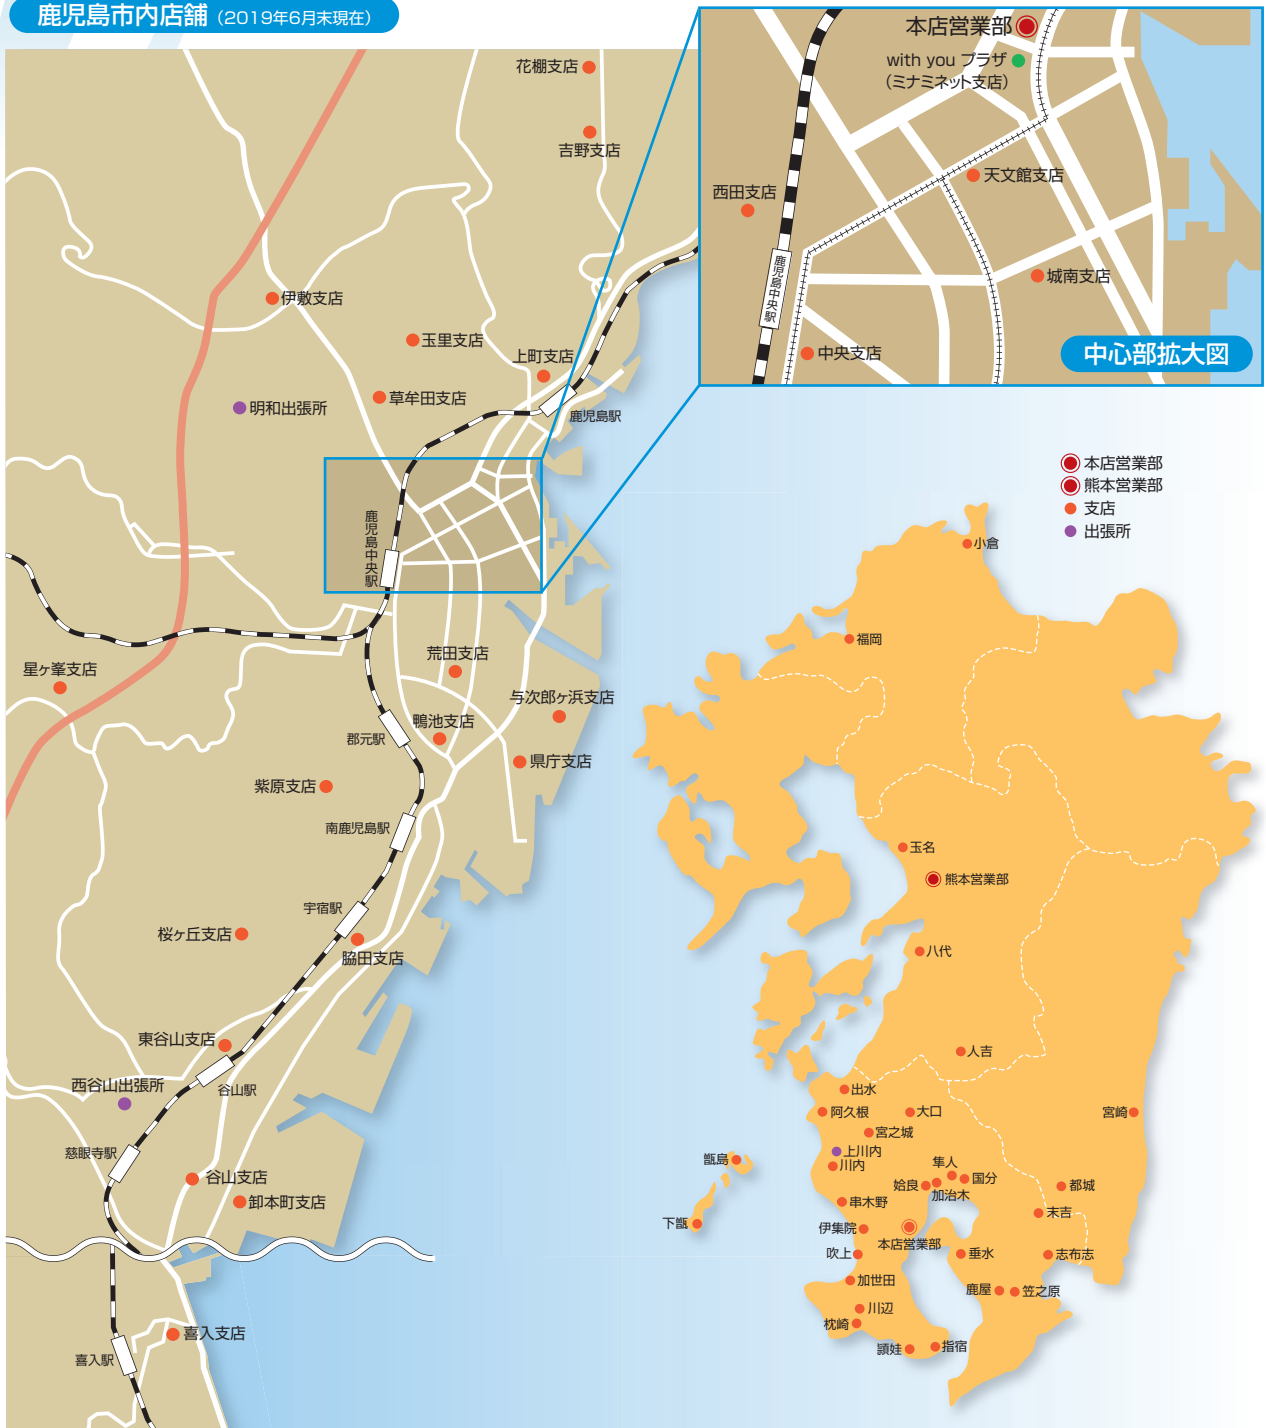 鹿児島市内店舗（2019年6月末現在）
花棚支店
吉野支店
伊敷支店
玉里支店
上町支店
草牟田支店
明和出張所
鹿児島駅
鹿児島中央駅
荒田支店
星ヶ峯支店
与次郎ヶ浜支店
鴨池支店
郡元駅
県庁支店
紫原支店
南鹿児島駅
宇宿駅
桜ヶ丘支店
脇田支店
東谷山支店
谷山駅
西谷山出張所
慈眼寺駅
谷山支店
卸本町支店
喜入支店
喜入駅
本店営業部
with you プラザ
（ミナミネット支店）
天文館支店
西田支店
鹿児島中央駅
城南支店
中央支店
中心部拡大図
本店営業部
熊本営業部
支店
出張所
小倉
福岡
玉名
熊本営業部
八代
人吉
出水
阿久根
大口
宮崎
宮之城
上川内
川内
甑島
隼人
国分
姶良
加治木
都城
串木野
末吉
下甑
伊集院
本店営業部
吹上
垂水
志布志
加世田
鹿屋
笠之原
川辺
枕崎
頴娃
指宿